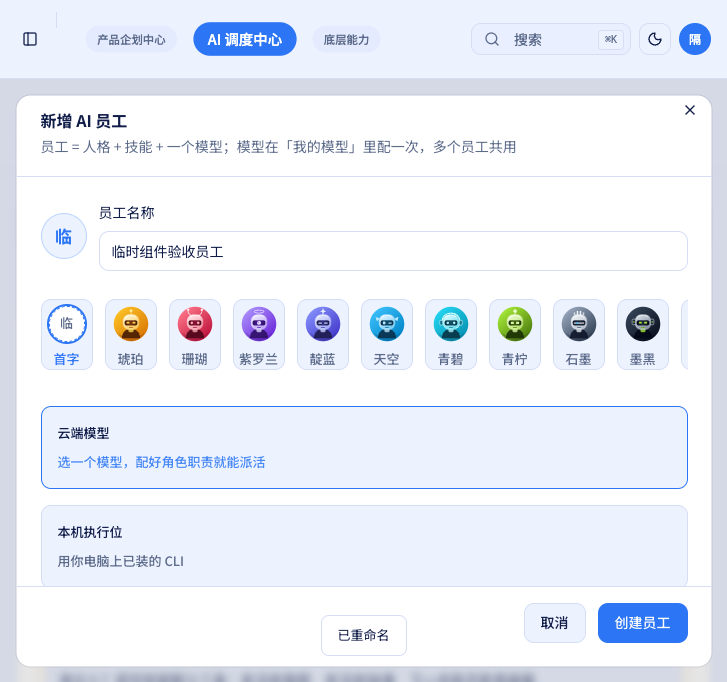 产品企划中心
AI 调度中心
底层能力
搜索
⌘K
隔
新增 AI 员工
员工 = 人格 + 技能 + 一个模型；模型在「我的模型」里配一次，多个员工共用
员工名称
临
临时组件验收员工
临
首字
琥珀
珊瑚
紫罗兰
靛蓝
天空
青碧
青柠
石墨
墨黑
云端模型
选一个模型，配好角色职责就能派活
本机执行位
用你电脑上已装的 CLI
取消
创建员工
已重命名